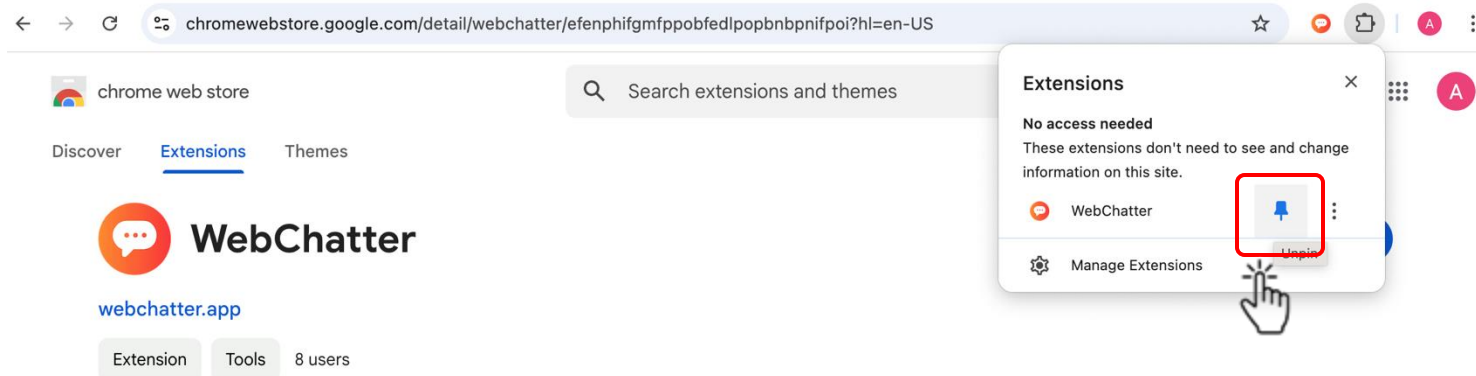 chromewebstore.google.com/detail/webchatter/efenphifgmfppobfedlpopbnbpnifpoi?hl=en-US
A
chrome web store
Search extensions and themes
A
Discover Extensions Themes
WebChatter
webchatter.app
Extension Tools 8 users
Extensions
No access needed
These extensions don't need to see and change
information on this site.
WebChatter
Unpin
Manage Extensions